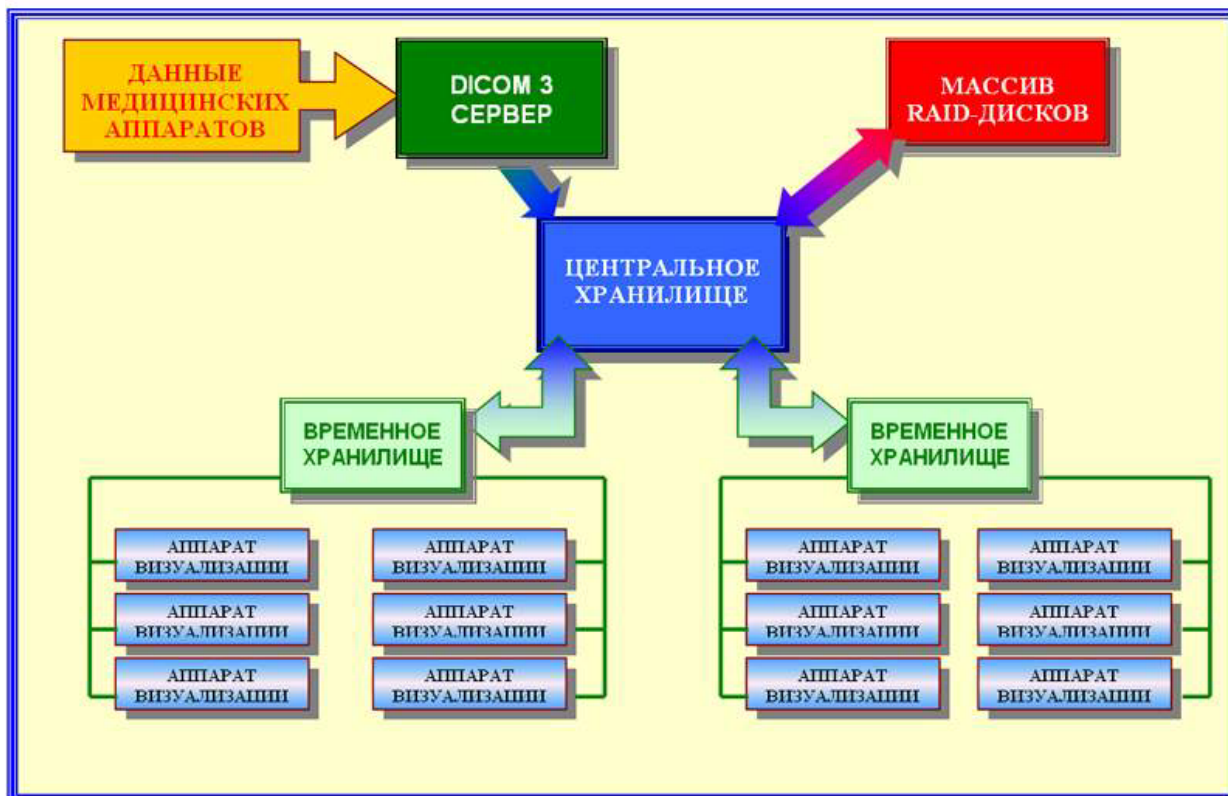 ДАННЫЕ
МЕДИЦИНСКИХ
АППАРАТОВ
DICOM 3
СЕРВЕР
МАССИВ
RAID-ДИСКОВ
ЦЕНТРАЛЬНОЕ
ХРАНИЛИЩЕ
ВРЕМЕННОЕ
ХРАНИЛИЩЕ
АППАРАТ
ВИЗУАЛИЗАЦИИ
АППАРАТ
ВИЗУАЛИЗАЦИИ
АППАРАТ
ВИЗУАЛИЗАЦИИ
АППАРАТ
ВИЗУАЛИЗАЦИИ
АППАРАТ
ВИЗУАЛИЗАЦИИ
АППАРАТ
ВИЗУАЛИЗАЦИИ
ВРЕМЕННОЕ
ХРАНИЛИЩЕ
АППАРАТ
ВИЗУАЛИЗАЦИИ
АППАРАТ
ВИЗУАЛИЗАЦИИ
АППАРАТ
ВИЗУАЛИЗАЦИИ
АППАРАТ
ВИЗУАЛИЗАЦИИ
АППАРАТ
ВИЗУАЛИЗАЦИИ
АППАРАТ
ВИЗУАЛИЗАЦИИ